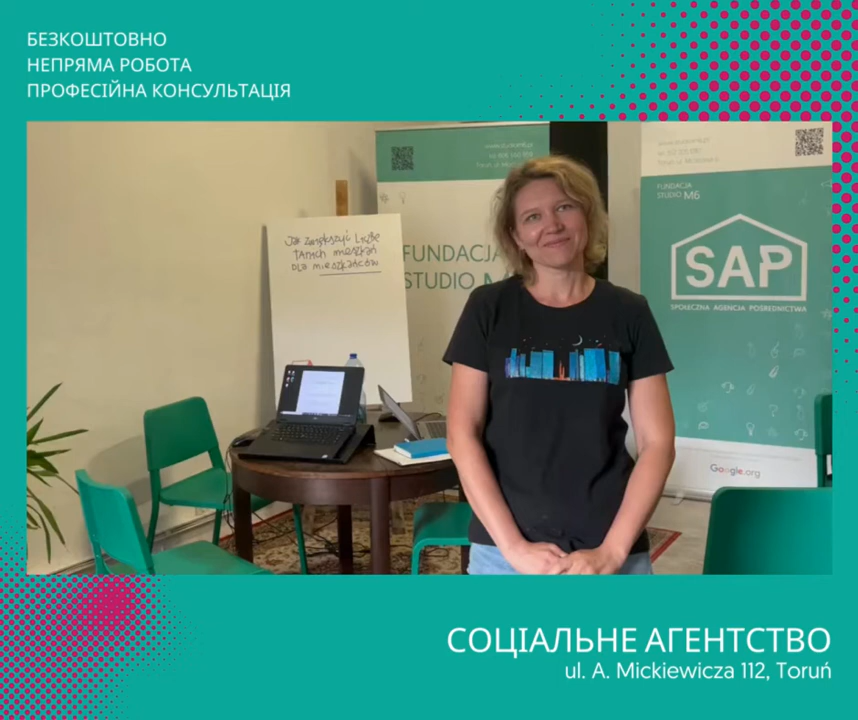 БЕЗКОШТОВНО
НЕПРЯМА РОБОТА
ПРОФЕСІЙНА КОНСУЛЬТАЦІЯ
Jak zwiększyć liczbę
tanich mieszkań
dla mieszkańców
FUNDACJA
STUDIO M
FUNDACJA
STUDIO M6
SAP
SPOŁECZNA AGENCJA POŚREDNICTWA
Google.org
СОЦІАЛЬНЕ АГЕНТСТВО
ul. A. Mickiewicza 112, Toruń